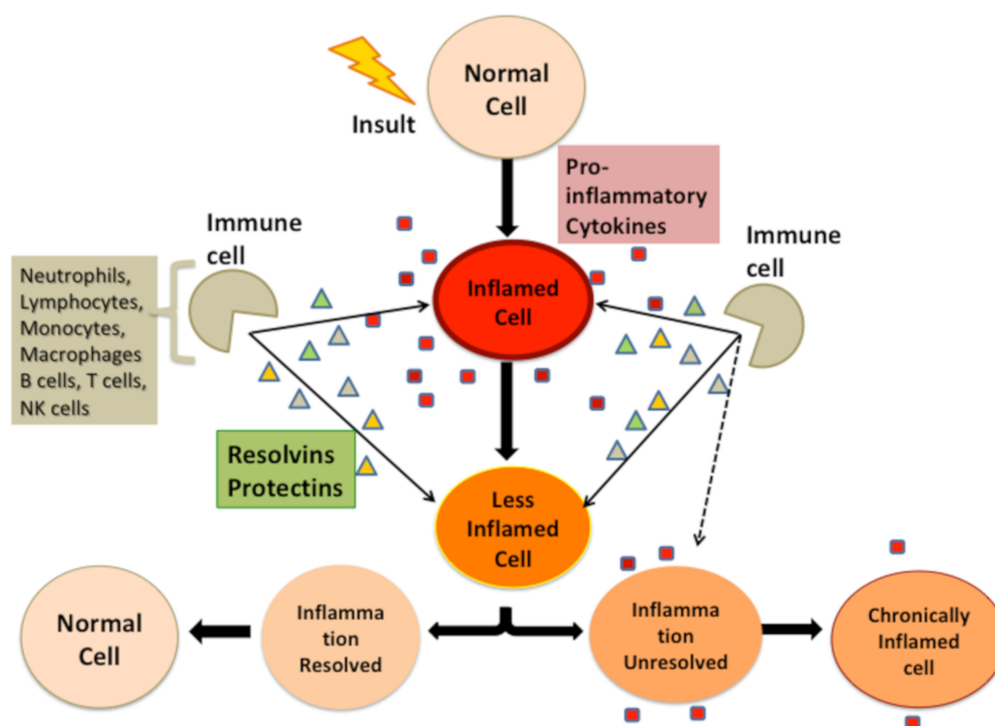 Normal
Cell
Insult
Pro-
inflammatory
Cytokines
Immune
cell
Immune
cell
Neutrophils,
Lymphocytes,
Monocytes,
Macrophages
B cells, T cells,
NK cells
Inflamed
Cell
Resolvins
Protectins
Less
Inflamed
Cell
Normal
Cell
Inflamma
tion
Resolved
Inflamma
tion
Unresolved
Chronically
Inflamed
cell